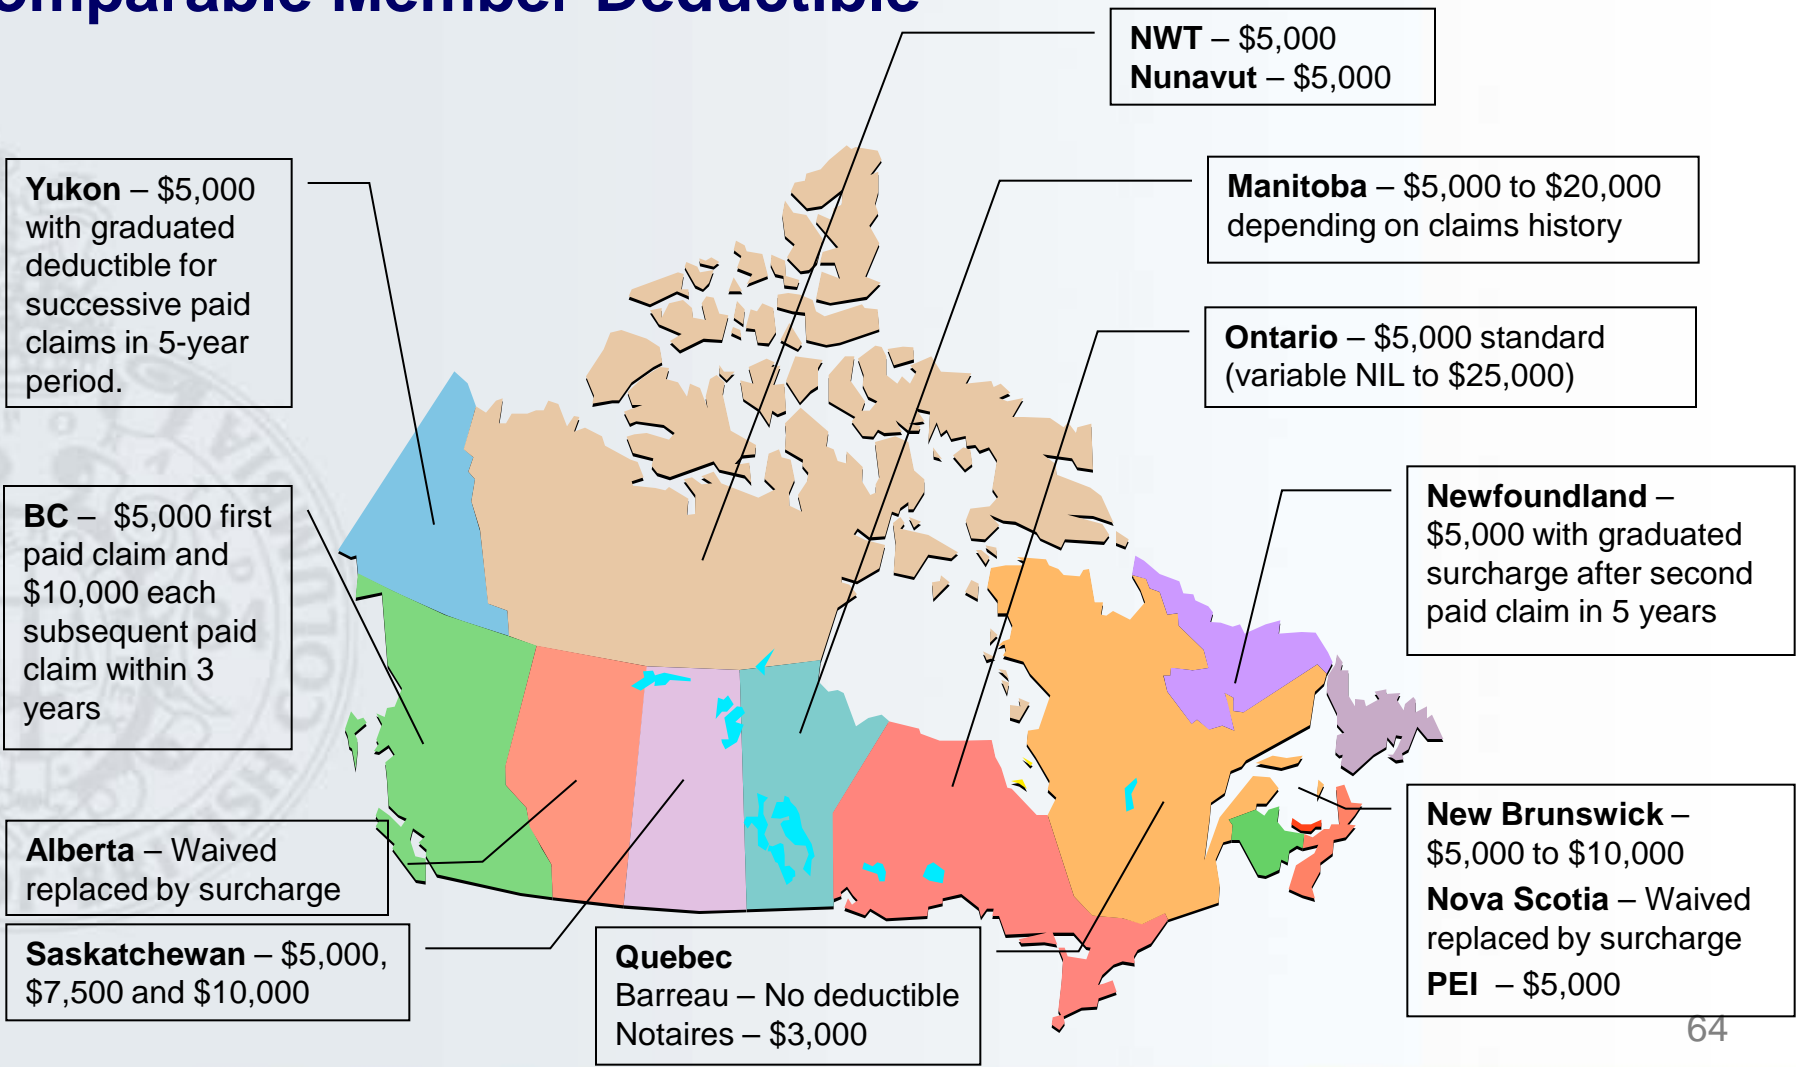 Member Deductible
NWT – $5,000
Nunavut – $5,000
Yukon – $5,000
with graduated
deductible for
successive paid
claims in 5-year
period.
Manitoba – $5,000 to $20,000
depending on claims history
Ontario – $5,000 standard
(variable NIL to $25,000)
BC – $5,000 first
paid claim and
$10,000 each
subsequent paid
claim within 3
years
Newfoundland –
$5,000 with graduated
surcharge after second
paid claim in 5 years
Alberta – Waived
replaced by surcharge
Saskatchewan – $5,000,
$7,500 and $10,000
Quebec
Barreau – No deductible
Notaires – $3,000
New Brunswick –
$5,000 to $10,000
Nova Scotia – Waived
replaced by surcharge
PEI – $5,000
64